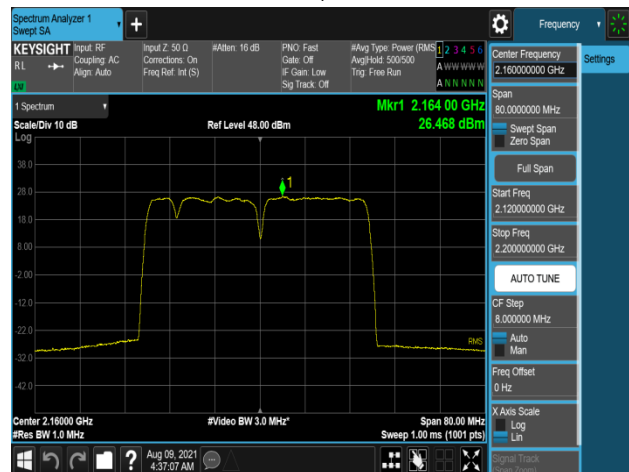 Spectrum Analyzer 1
Swept SA
+
Frequency
KEYSIGHT
RL
Input: RF
Coupling: AC
Align: Auto
Input Z: 50 Ω
Corrections: On
Freq Ref: Int (S)
#Atten: 16 dB
PNO: Fast
Gate: Off
IF Gain: Low
Sig Track: Off
#Avg Type: Power (RMS
Avg|Hold: 500/500
Trig: Free Run
1 2 3 4 5 6
A W W W W W
A N N N N N
1 Spectrum
Scale/Div 10 dB
Ref Level 48.00 dBm
Mkr1 2.164 00 GHz
26.468 dBm
Log
38.0
28.0
18.0
8.00
-2.00
-12.0
-22.0
-32.0
-42.0
1
RMS
Center 2.16000 GHz
#Res BW 1.0 MHz
#Video BW 3.0 MHz*
Span 80.00 MHz
Sweep 1.00 ms (1001 pts)
Center Frequency
2.160000000 GHz
Settings
Span
80.0000000 MHz
Swept Span
Zero Span
Full Span
Start Freq
2.120000000 GHz
Stop Freq
2.200000000 GHz
AUTO TUNE
CF Step
8.000000 MHz
Auto
Man
Freq Offset
0 Hz
X Axis Scale
Log
Lin
Signal Track
(Span Zoom)
?
Aug 09, 2021
4:37:07 AM